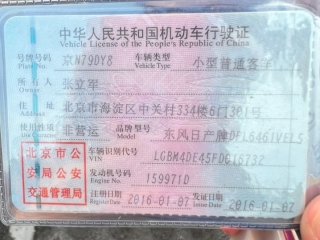 中华人民共和国机动车行驶证
Vehicle License of the People's Republic of China
号牌号码 京N790Y8 车辆类型 小型普通客车
Plate No. Vehicle Type
所有人 张立军
Owner
住址 北京市海淀区中关村334楼6门301号
Address
使用性质 非营运 品牌型号 东风日产牌DFL6461VEL5
北京市公安局公安交通管理局
车辆识别代号 LGBM4DE45FDG16732
VIN
发动机号码 159971D
Engine No.
注册日期 2016-01-07 发证日期 2016-01-07
Register Date Issue Date